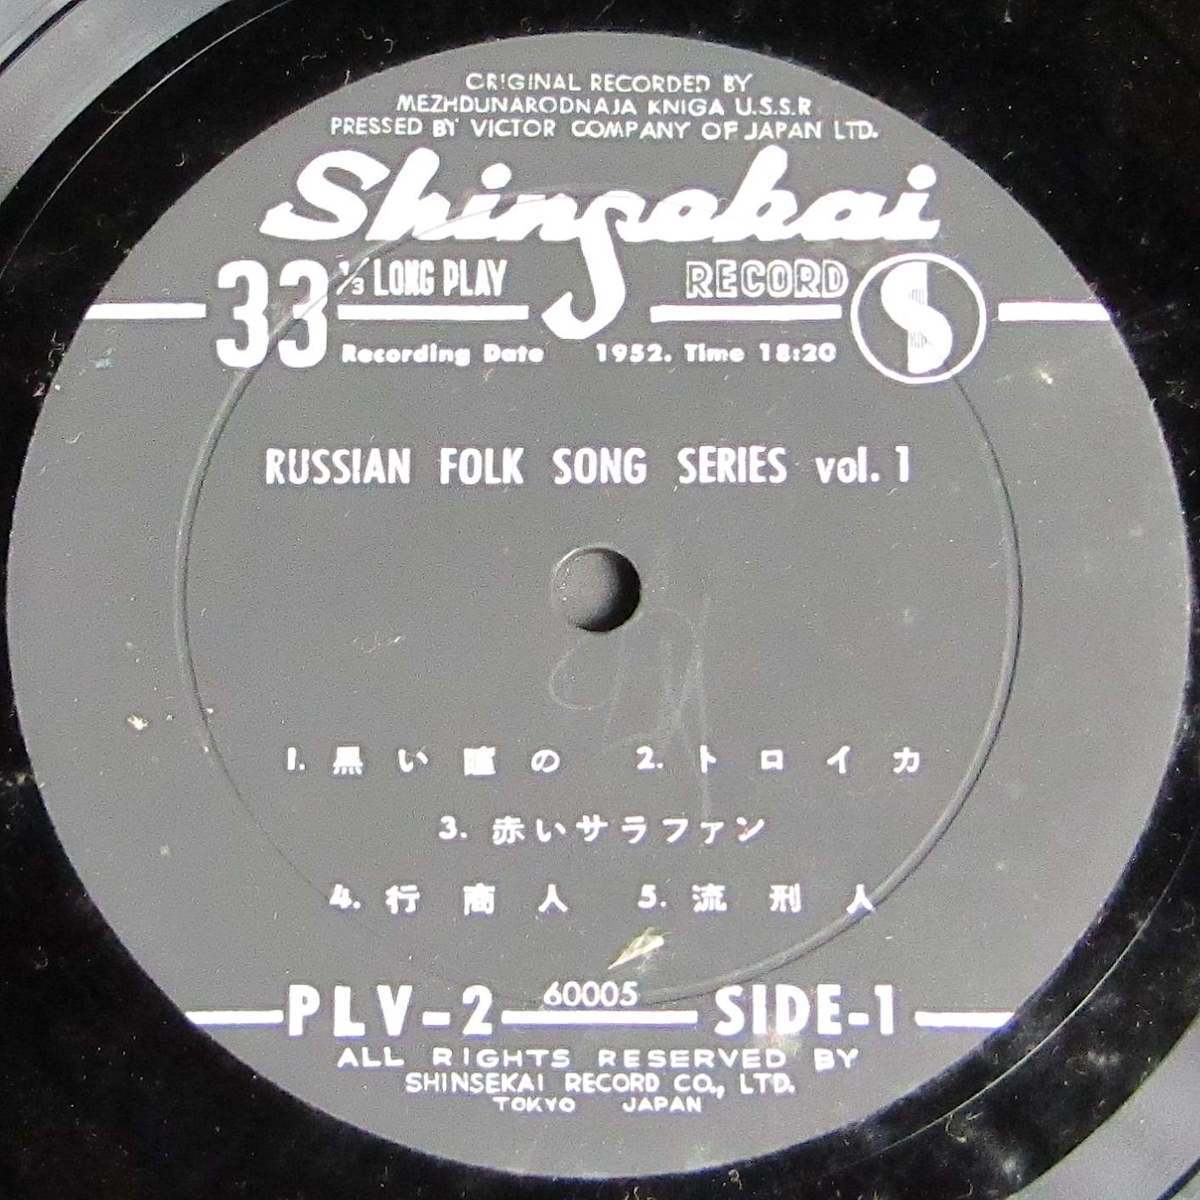 ORIGINAL RECORDED BY
MEZHDUNARODNAJA KNIGA U.S.S.R
PRESSED BY VICTOR COMPANY OF JAPAN LTD.
Shinsekai
33 1/3 LONG PLAY RECORD S
Recording Date 1952. Time 18:20
RUSSIAN FOLK SONG SERIES vol. 1
1. 黒い瞳の 2. トロイカ
3. 赤いサラファン
4. 行商人 5. 流刑人
PLV-2 60005 SIDE-1
ALL RIGHTS RESERVED BY
SHINSEKAI RECORD CO., LTD.
TOKYO JAPAN